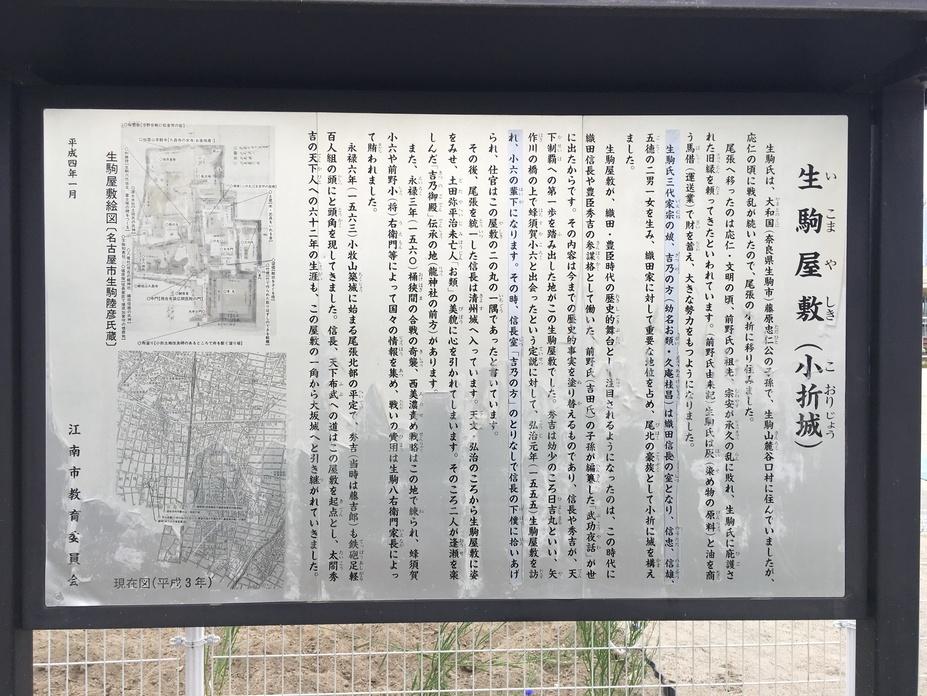 生駒屋敷（小折城）
いこまやしき　こおりじょう
生駒氏は、大和国（奈良県生駒市）藤原忠仁公の子孫で、生駒山麓谷口村に住んでいましたが、
応仁の頃に戦乱が続いたので、尾張の小折に移り住みました。
尾張へ移ったのは応仁・文明の頃、前野氏の祖先、宗安が承久の乱に敗れ、生駒氏に庇護さ
れた旧縁を頼ってきたといわれています。（前野氏由来記）生駒氏は灰（染め物の原料）と油を商
う馬借（運送業）で財を蓄え、大きな勢力をもつようになりました。
生駒氏三代家宗の娘、吉乃の方（幼名お類・久庵桂昌）は織田信長の室となり、信忠、信雄、
五徳の二男一女を生み、織田家に対して重要な地位を占め、尾北の豪族として小折に城を構え
ました。
生駒屋敷が、織田・豊臣時代の歴史的舞台として注目されるようになったのは、この時代に
織田信長や豊臣秀吉の参謀格として働いた、前野氏（吉田氏）の子孫が編纂した「武功夜話」が世
に出たからです。その内容は今までの歴史的事実を塗り替えるものであり、信長や秀吉が、天
下制覇への第一歩を踏み出した地がこの生駒屋敷でした。秀吉は幼少のころ日吉丸といい、矢
作川の橋の上で蜂須賀小六と出会ったという定説に対して、弘治元年（一五五五）生駒屋敷を訪
れ、小六の輩下になります。その時、信長室「吉乃の方」のとりなしで信長の下僕に拾いあげ
られ、仕官はこの屋敷の二の丸の一隅であったと書いています。
その後、尾張を統一した信長は清州城へ入っています。天文・弘治のころから生駒屋敷に姿
をみせ、土田弥平治未亡人「お類」の美貌に心を引かれてしまいます。そのころ二人が逢瀬を楽
しんだ「吉乃御殿」伝承の地（龍神社の前方）があります。
また、永禄三年（一五六〇）桶狭間の合戦の奇襲、西美濃責め戦略はこの地で練られ、蜂須賀
小六や前野小（将）右衛門等によって国々の情報を集め、戦いの費用は生駒八右衛門家長によっ
て賄われました。
永禄六年（一五六三）小牧山築城に始まる尾張北部の平定で、秀吉（当時は藤吉郎）も鉄砲足軽
百人組の頭にと頭角を現してきました。信長、天下布武への道はこの屋敷を起点とし、太閤秀
吉の天下人への六十二年の生涯も、この屋敷の一角から大坂城へと引き継がれていきました。
生駒屋敷絵図〔名古屋市生駒陸彦氏蔵〕
現在図（平成3年）
平成四年一月
江南市教育委員会